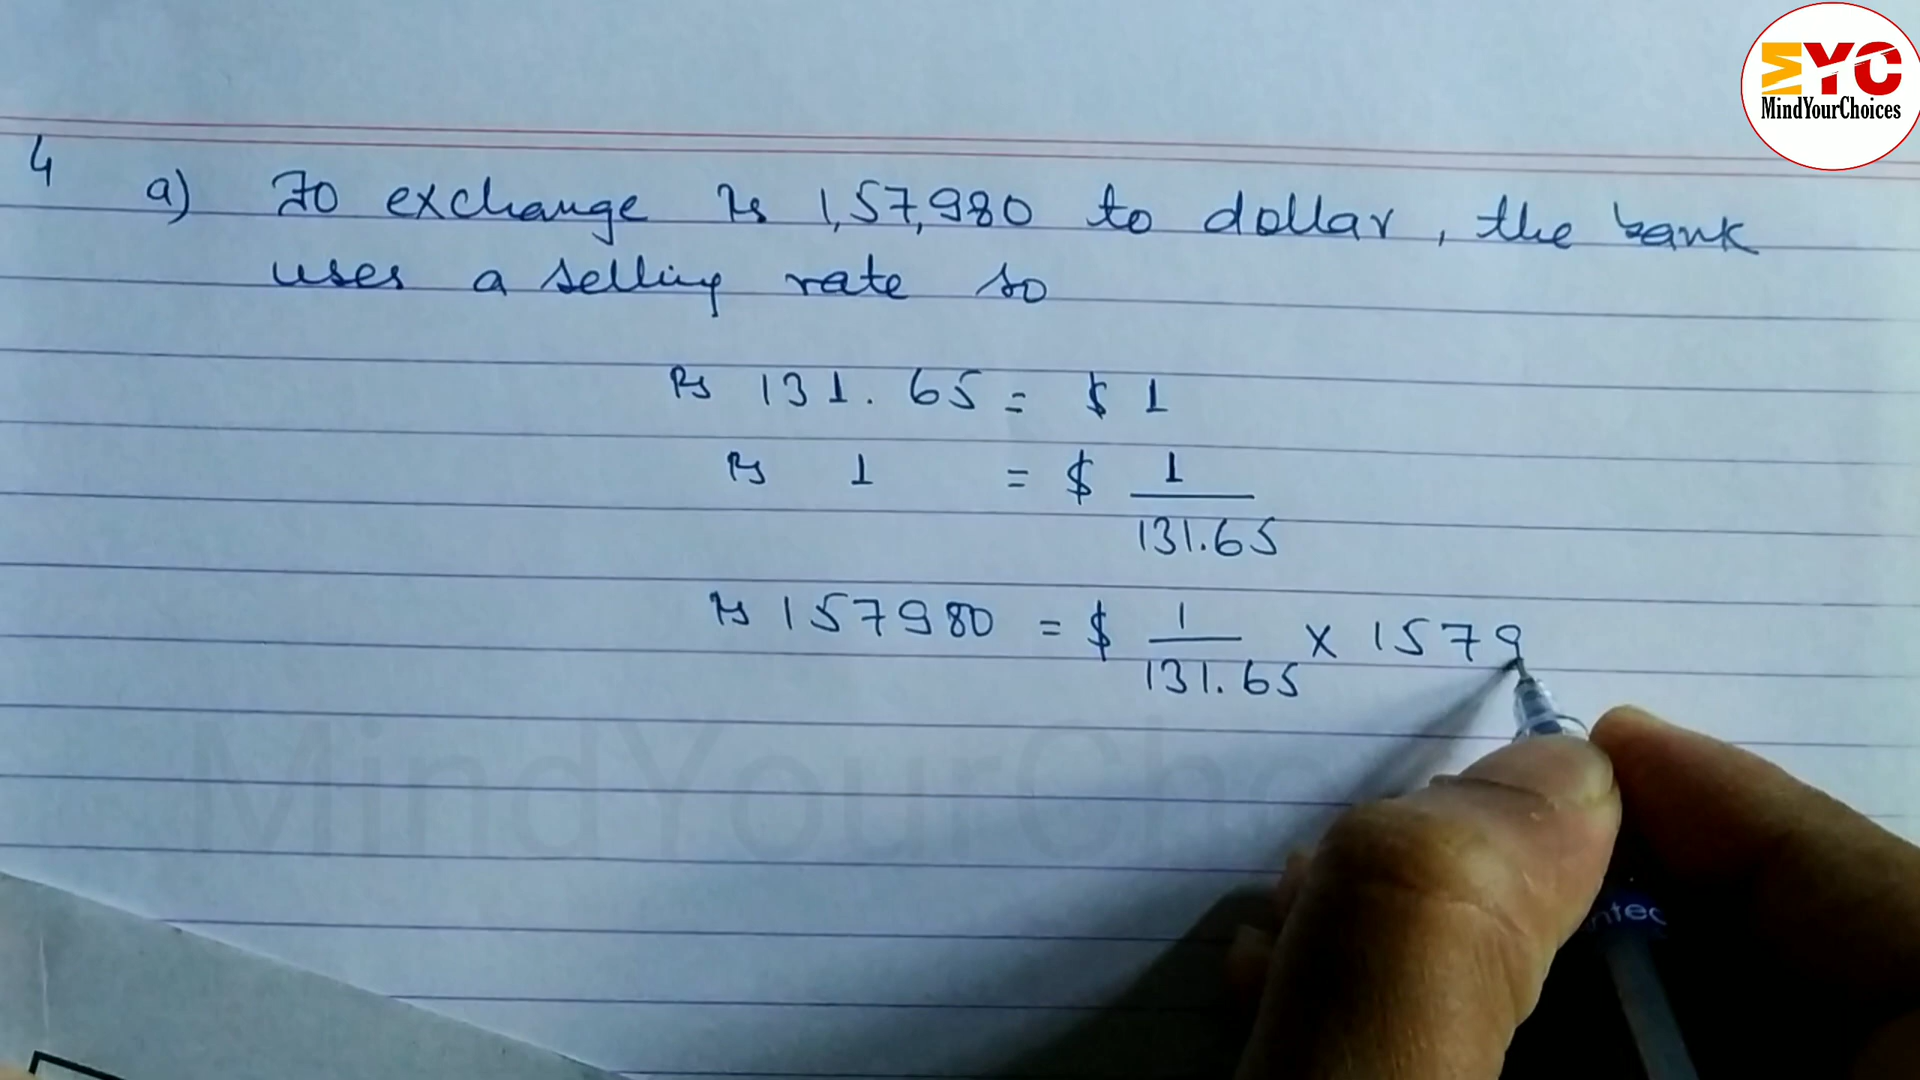 MYC
MindYourChoices
4
a) To exchange Rs 1,57,980 to dollar, the bank
uses a selling rate so
Rs 131.65 = $ 1
Rs 1 = $ 1
131.65
Rs 157980 = $ 1 × 1579
131.65
MindYourCho
ntec